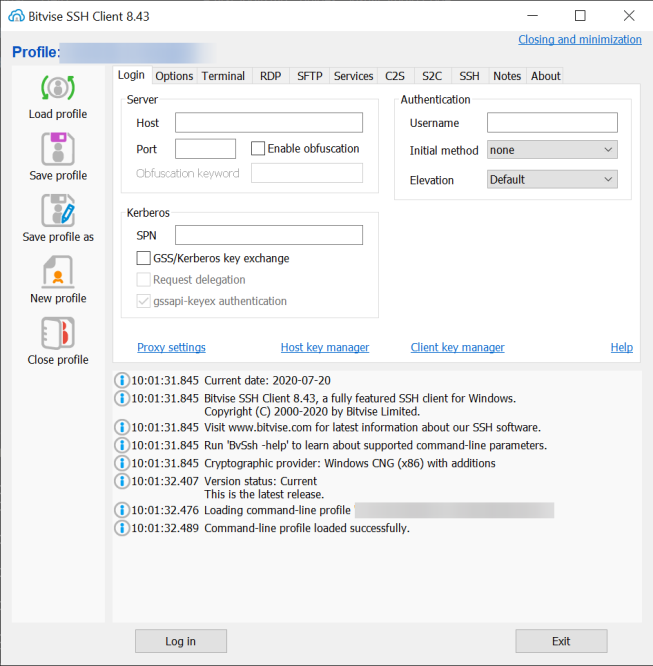 Bitvise SSH Client 8.43
Closing and minimization
Profile:
Load profile
Save profile
Save profile as
New profile
Close profile
Login Options Terminal RDP SFTP Services C2S S2C SSH Notes About
Server
Host
Port
Enable obfuscation
Obfuscation keyword
Authentication
Username
Initial method none
Elevation Default
Kerberos
SPN
GSS/Kerberos key exchange
Request delegation
gssapi-keyex authentication
Proxy settings Host key manager Client key manager Help
10:01:31.845 Current date: 2020-07-20
10:01:31.845 Bitvise SSH Client 8.43, a fully featured SSH client for Windows.
Copyright (C) 2000-2020 by Bitvise Limited.
10:01:31.845 Visit www.bitvise.com for latest information about our SSH software.
10:01:31.845 Run 'BvSsh -help' to learn about supported command-line parameters.
10:01:31.845 Cryptographic provider: Windows CNG (x86) with additions
10:01:32.407 Version status: Current
This is the latest release.
10:01:32.476 Loading command-line profile
10:01:32.489 Command-line profile loaded successfully.
Log in Exit